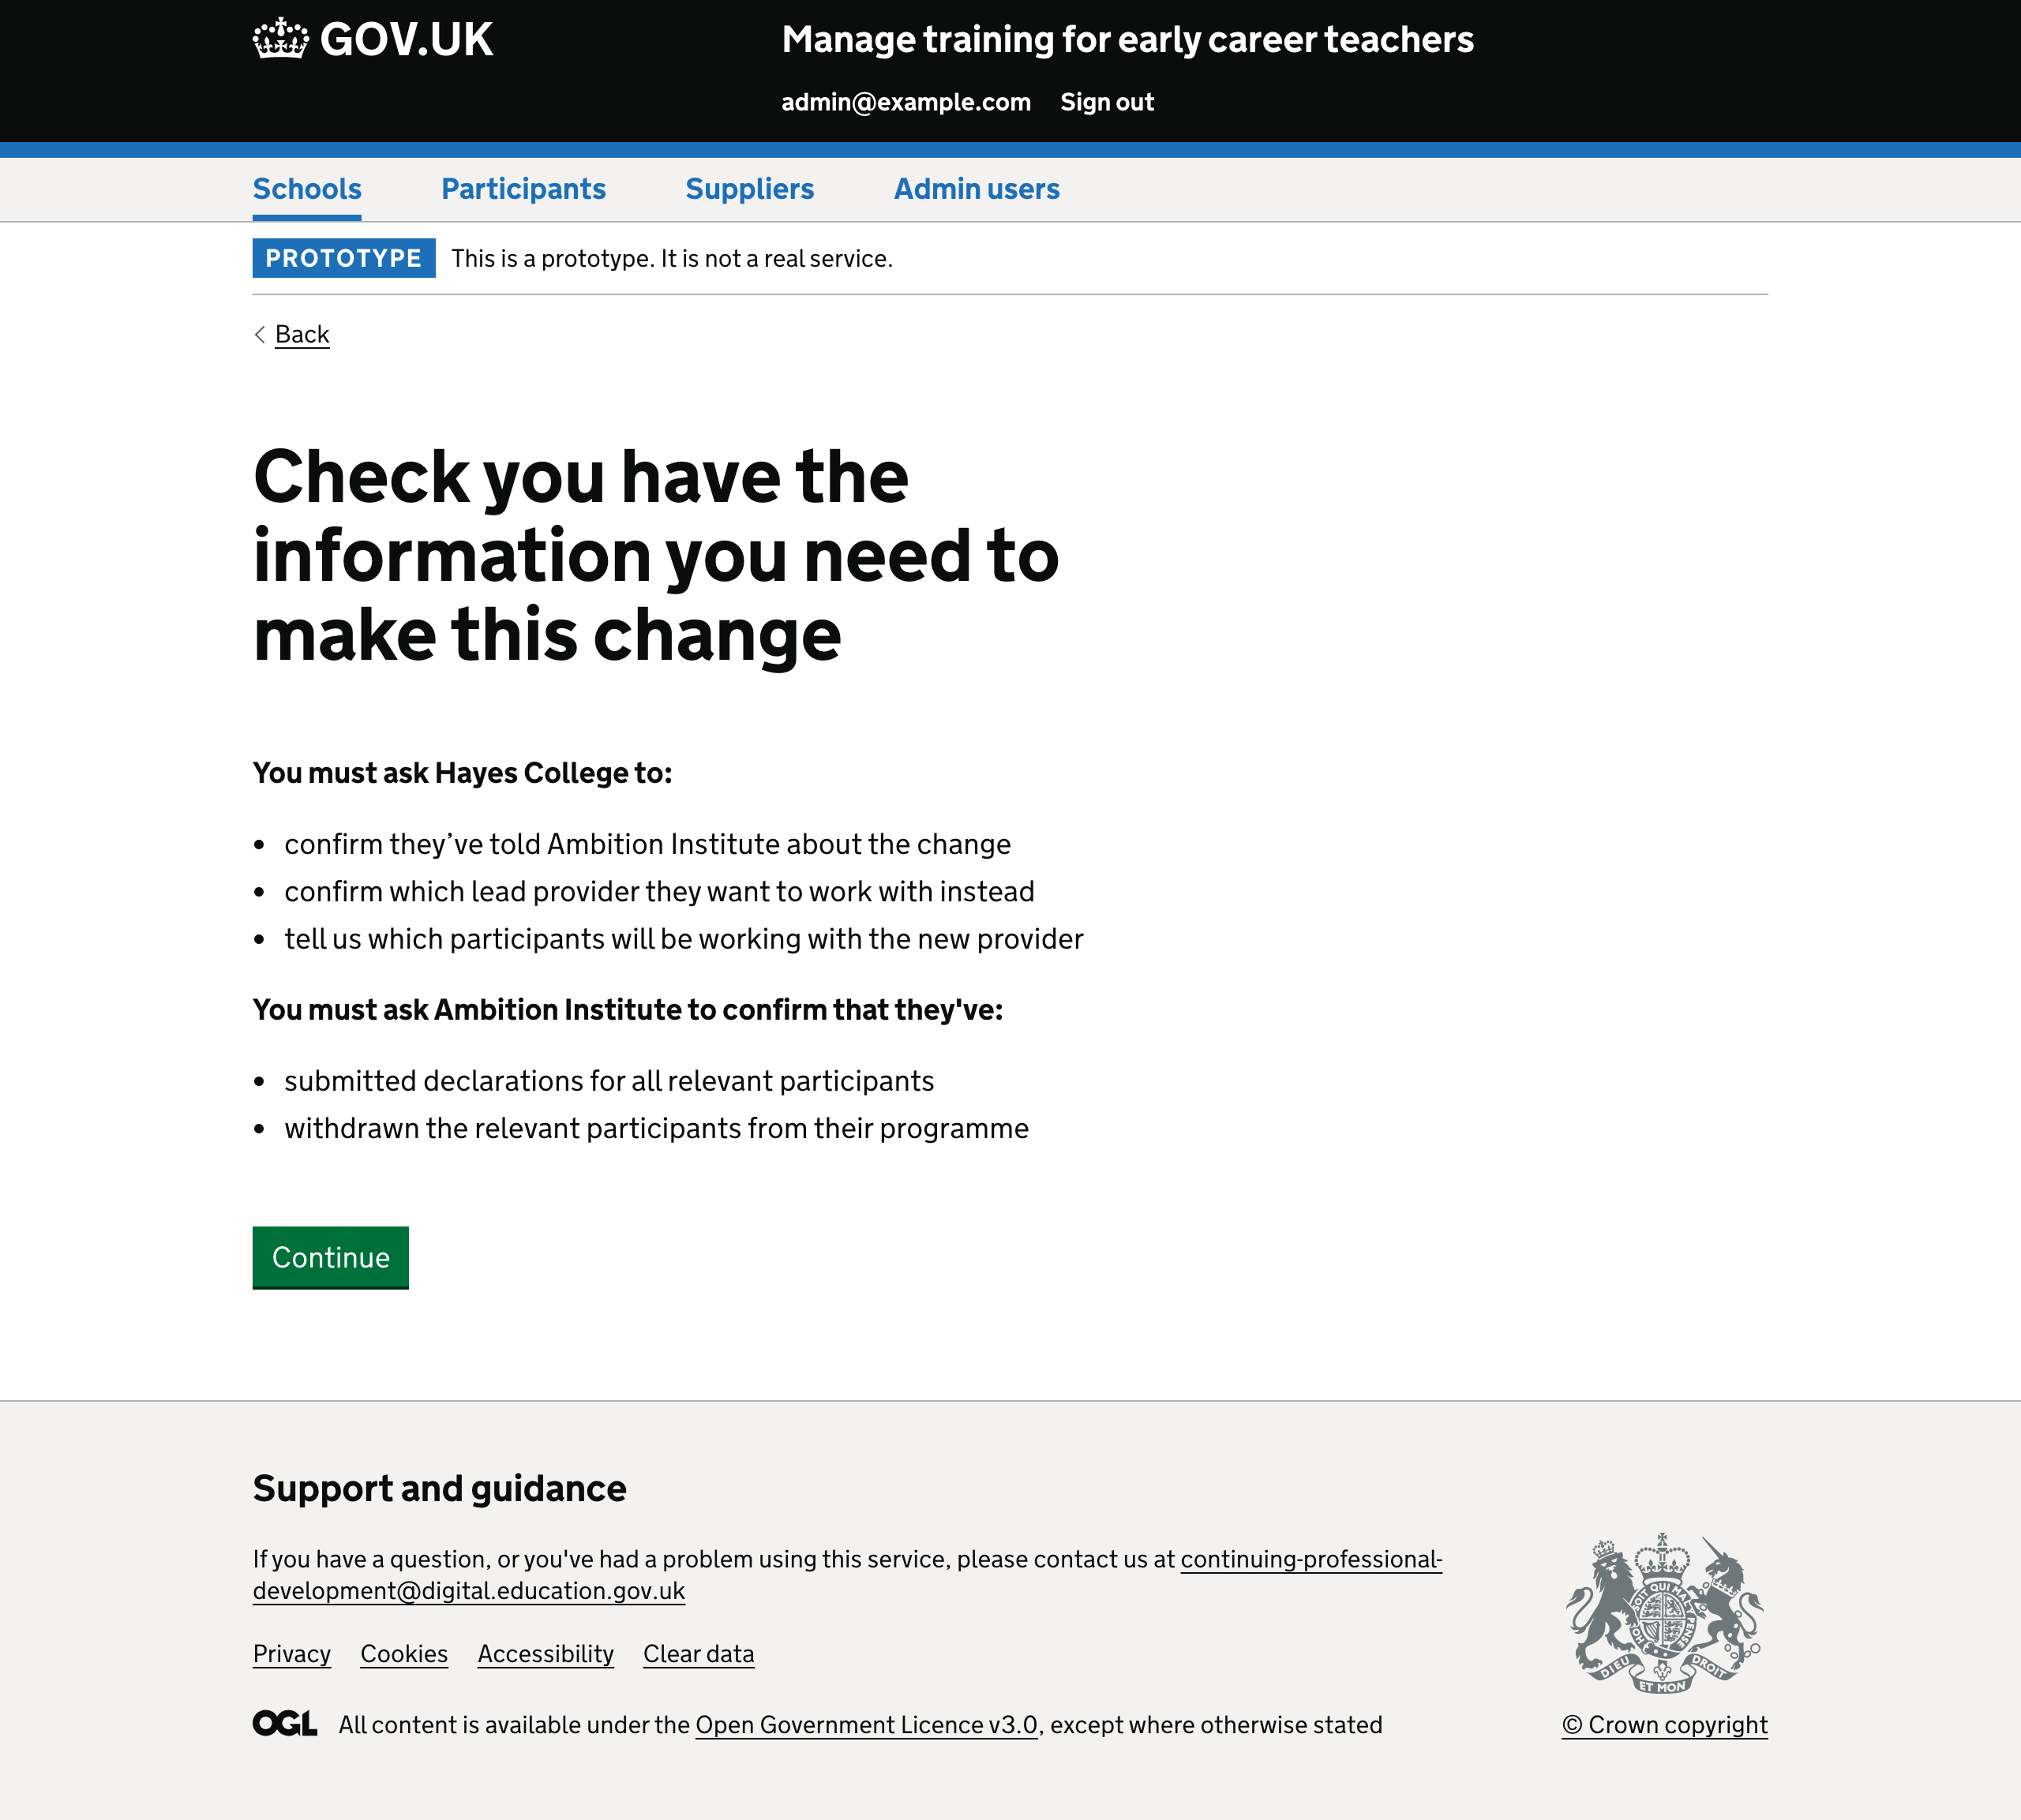 GOV.UK
Manage training for early career teachers
admin@example.com Sign out
Schools Participants Suppliers Admin users
PROTOTYPE This is a prototype. It is not a real service.
Back
Check you have the
information you need to
make this change
You must ask Hayes College to:
• confirm they’ve told Ambition Institute about the change
• confirm which lead provider they want to work with instead
• tell us which participants will be working with the new provider
You must ask Ambition Institute to confirm that they've:
• submitted declarations for all relevant participants
• withdrawn the relevant participants from their programme
Continue
Support and guidance
If you have a question, or you've had a problem using this service, please contact us at continuing-professional-
development@digital.education.gov.uk
Privacy Cookies Accessibility Clear data
DIEU ET MON DROIT
OGL All content is available under the Open Government Licence v3.0, except where otherwise stated
© Crown copyright